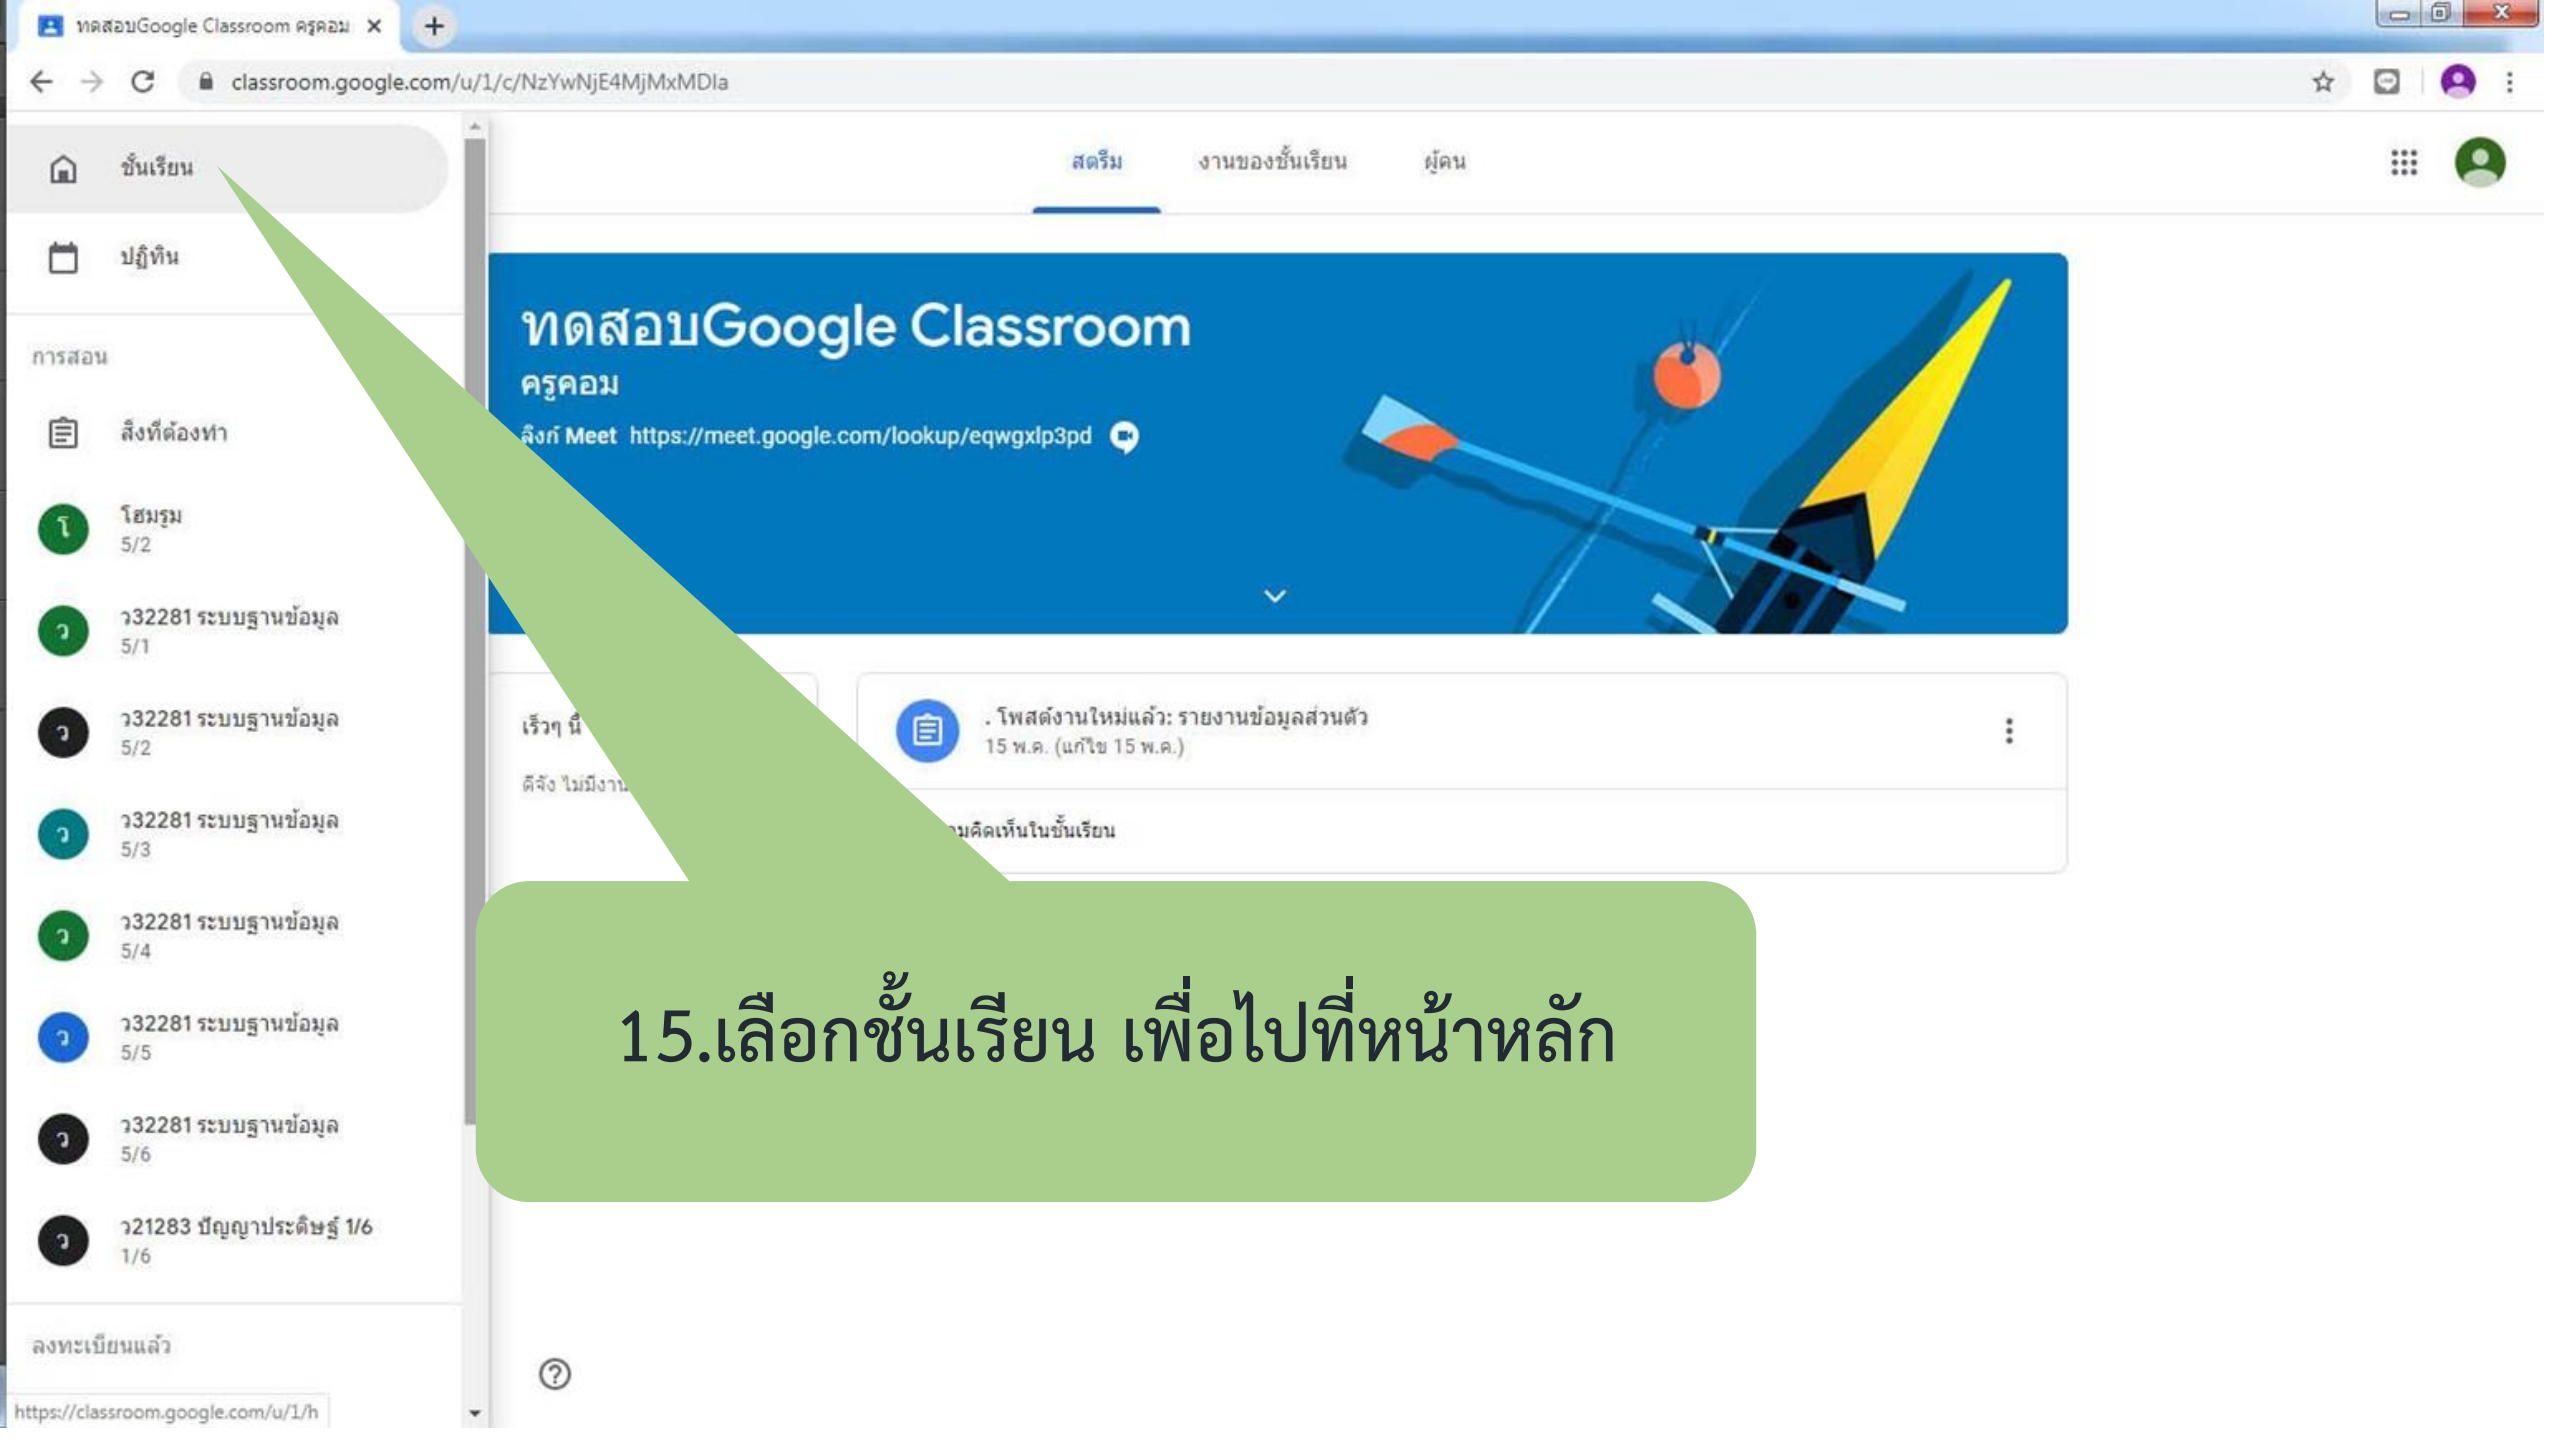 ทดสอบGoogle Classroom ครูคอม
classroom.google.com/u/1/c/NzYwNjE4MjMxMDIa
ชั้นเรียน
ปฏิทิน
การสอน
สิ่งที่ต้องทำ
โ
โฮมรูม
5/2
ว
ว32281 ระบบฐานข้อมูล
5/1
ว
ว32281 ระบบฐานข้อมูล
5/2
ว
ว32281 ระบบฐานข้อมูล
5/3
ว
ว32281 ระบบฐานข้อมูล
5/4
ว
ว32281 ระบบฐานข้อมูล
5/5
ว
ว32281 ระบบฐานข้อมูล
5/6
ว
ว21283 ปัญญาประดิษฐ์ 1/6
1/6
ลงทะเบียนแล้ว
https://classroom.google.com/u/1/h
สตรีม งานของชั้นเรียน ผู้คน
ทดสอบGoogle Classroom
ครูคอม
ลิงก์ Meet https://meet.google.com/lookup/eqwgxlp3pd
เร็วๆ นี้
ดีจัง ไม่มีงาน
. โพสต์งานใหม่แล้ว: รายงานข้อมูลส่วนตัว
15 พ.ค. (แก้ไข 15 พ.ค.)
มคิดเห็นในชั้นเรียน
15.เลือกชั้นเรียน เพื่อไปที่หน้าหลัก